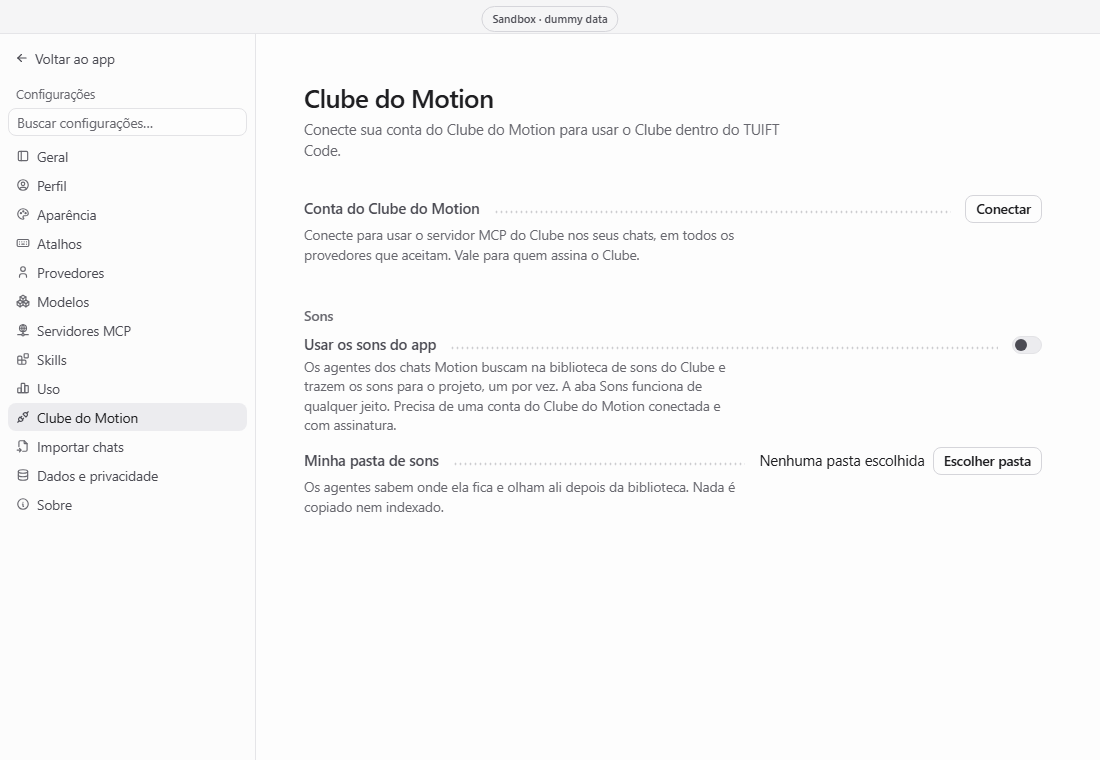 Sandbox · dummy data
Voltar ao app
Configurações
Buscar configurações...
Geral
Perfil
Aparência
Atalhos
Provedores
Modelos
Servidores MCP
Skills
Uso
Clube do Motion
Importar chats
Dados e privacidade
Sobre
Clube do Motion
Conecte sua conta do Clube do Motion para usar o Clube dentro do TUIFT
Code.
Conta do Clube do Motion
Conectar
Conecte para usar o servidor MCP do Clube nos seus chats, em todos os
provedores que aceitam. Vale para quem assina o Clube.
Sons
Usar os sons do app
Os agentes dos chats Motion buscam na biblioteca de sons do Clube e
trazem os sons para o projeto, um por vez. A aba Sons funciona de
qualquer jeito. Precisa de uma conta do Clube do Motion conectada e
com assinatura.
Minha pasta de sons
Nenhuma pasta escolhida
Escolher pasta
Os agentes sabem onde ela fica e olham ali depois da biblioteca. Nada é
copiado nem indexado.